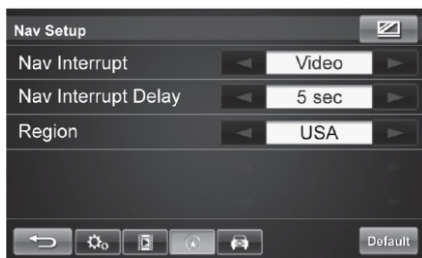 Nav Setup
Nav Interrupt Video
Nav Interrupt Delay 5 sec
Region USA
Default